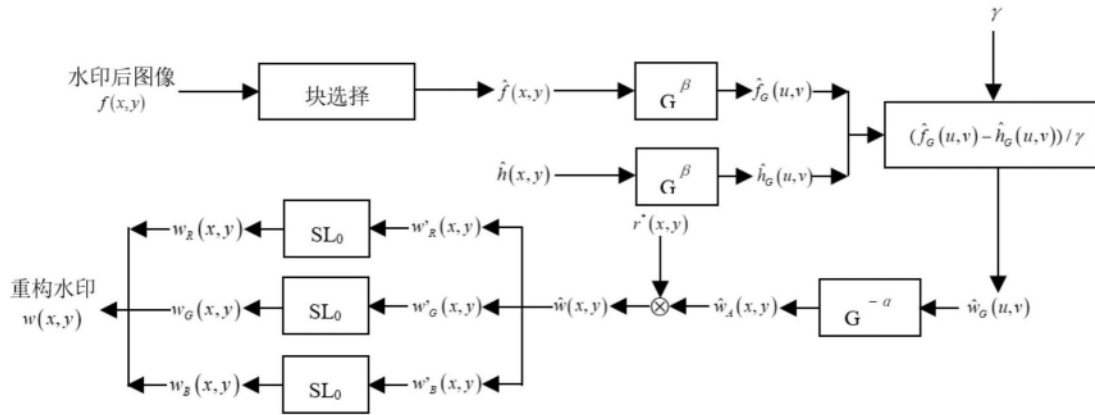 γ
水印后图像
f(x,y)
块选择
f̂(x,y)
G^β
f̂_G(u,v)
(f̂_G(u,v)−ĥ_G(u,v))/γ
ĥ(x,y)
G^β
ĥ_G(u,v)
r^*(x,y)
w_R(x,y)
SL₀
w'_R(x,y)
重构水印
w(x,y)
w_G(x,y)
SL₀
w'_G(x,y)
ŵ(x,y)
⊗
ŵ_A(x,y)
G^{-α}
ŵ_G(u,v)
w_B(x,y)
SL₀
w'_B(x,y)